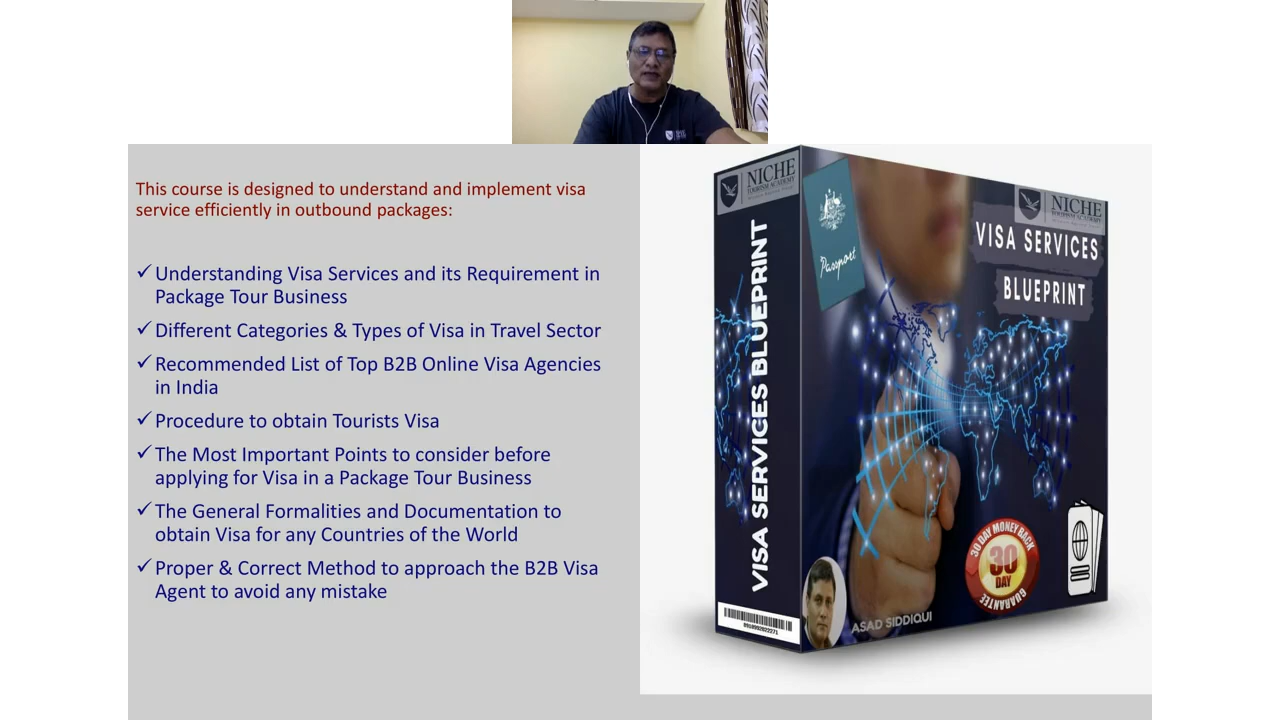 This course is designed to understand and implement visa
service efficiently in outbound packages:
✓Understanding Visa Services and its Requirement in
Package Tour Business
✓Different Categories & Types of Visa in Travel Sector
✓Recommended List of Top B2B Online Visa Agencies
in India
✓Procedure to obtain Tourists Visa
✓The Most Important Points to consider before
applying for Visa in a Package Tour Business
✓The General Formalities and Documentation to
obtain Visa for any Countries of the World
✓Proper & Correct Method to approach the B2B Visa
Agent to avoid any mistake
NICHE
TOURISM ACADEMY
VISA SERVICES BLUEPRINT
Passport
NICHE
TOURISM ACADEMY
VISA SERVICES
BLUEPRINT
30 DAY MONEY BACK
30
DAY
GUARANTEE
ASAD SIDDIQUI